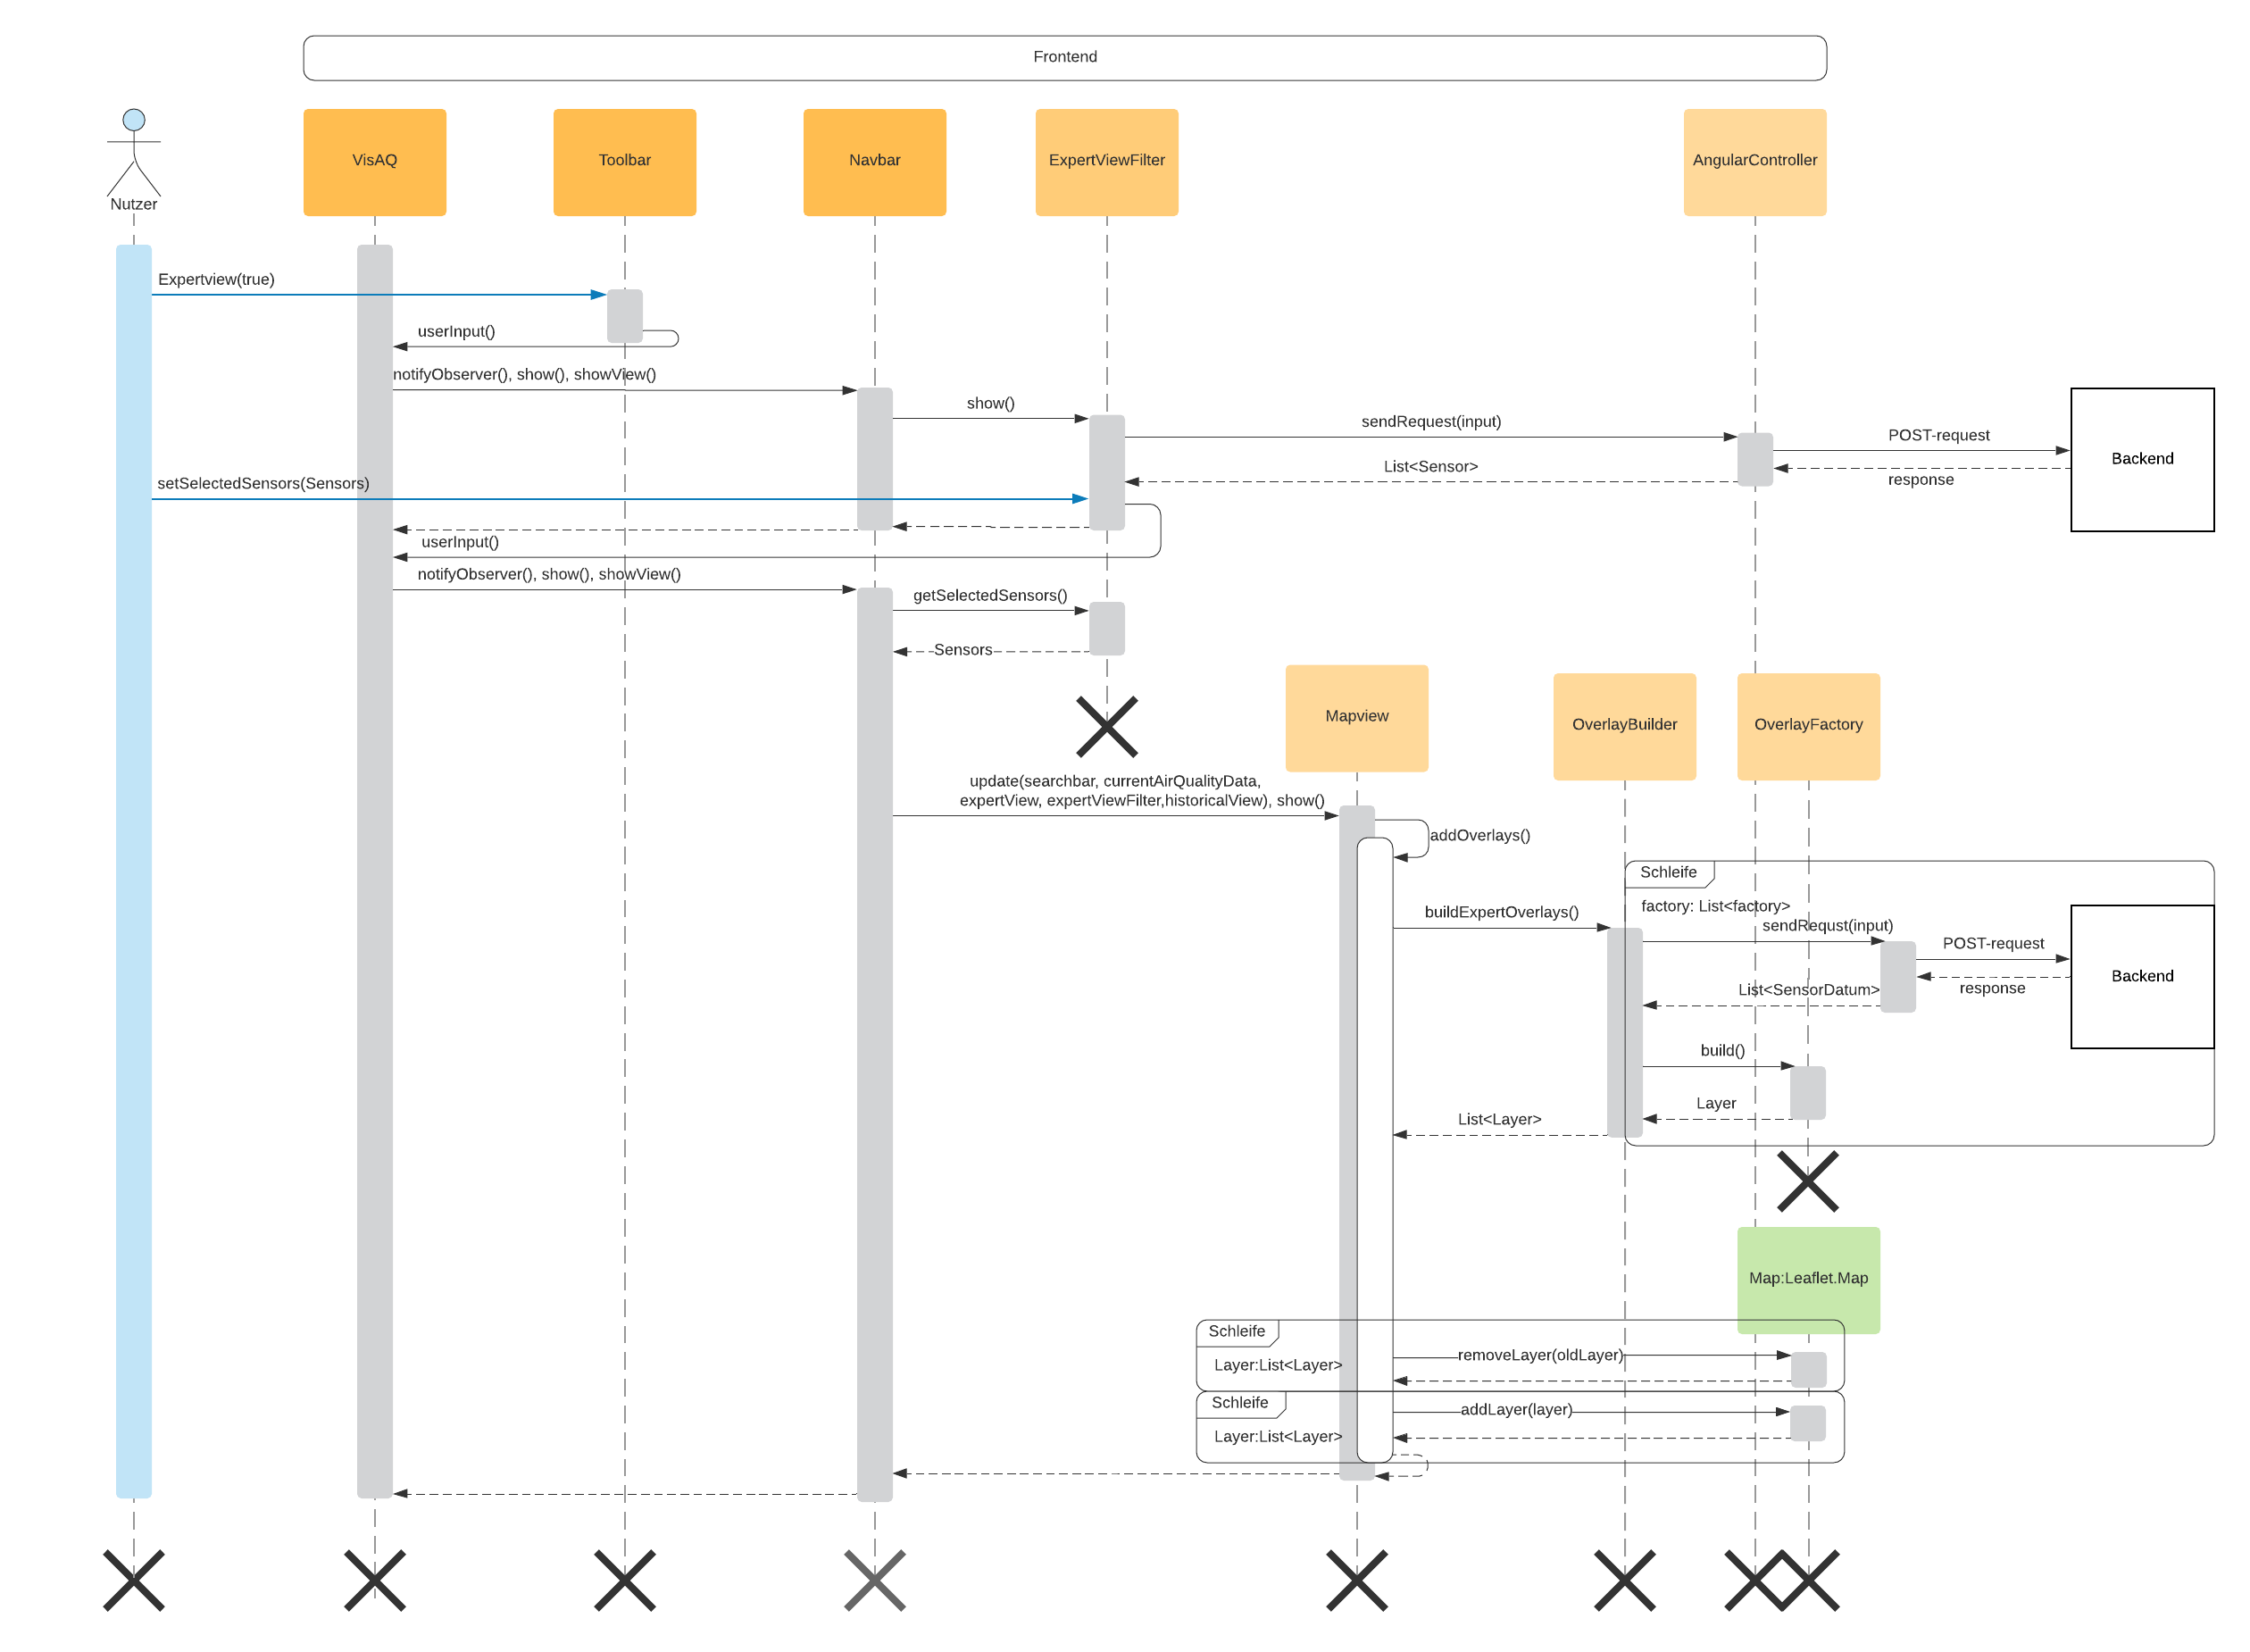 Frontend
Nutzer
VisAQ
Toolbar
Navbar
ExpertViewFilter
AngularController
Expertview(true)
userInput()
notifyObserver(), show(), showView()
show()
sendRequest(input)
POST-request
Backend
List<Sensor>
response
setSelectedSensors(Sensors)
userInput()
notifyObserver(), show(), showView()
getSelectedSensors()
Sensors
Mapview
OverlayBuilder
OverlayFactory
update(searchbar, currentAirQualityData,
expertView, expertViewFilter,historicalView), show()
addOverlays()
Schleife
factory: List<factory>
buildExpertOverlays()
sendRequst(input)
POST-request
Backend
List<SensorDatum>
response
build()
Layer
List<Layer>
Map:Leaflet.Map
Schleife
Layer:List<Layer>
removeLayer(oldLayer)
Schleife
Layer:List<Layer>
addLayer(layer)